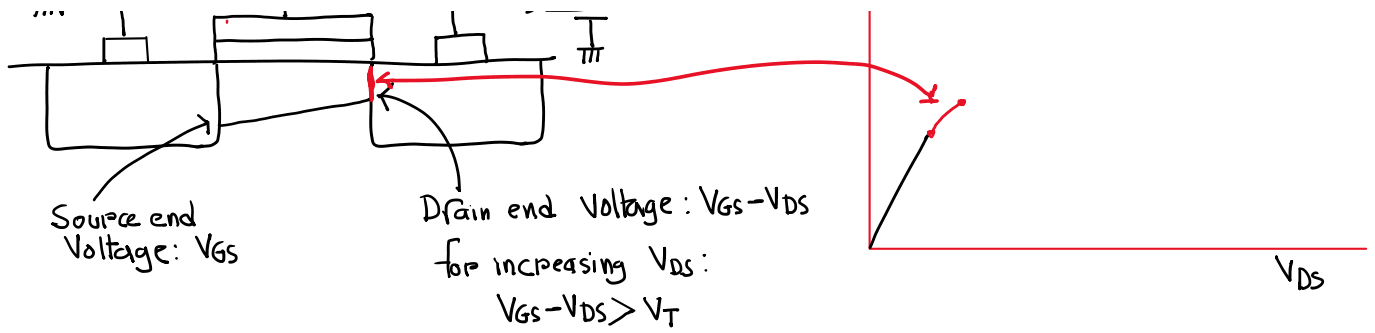 Source end
Voltage: VGS
Drain end Voltage: VGS-VDS
for increasing VDS:
VGS-VDS>VT
VDS